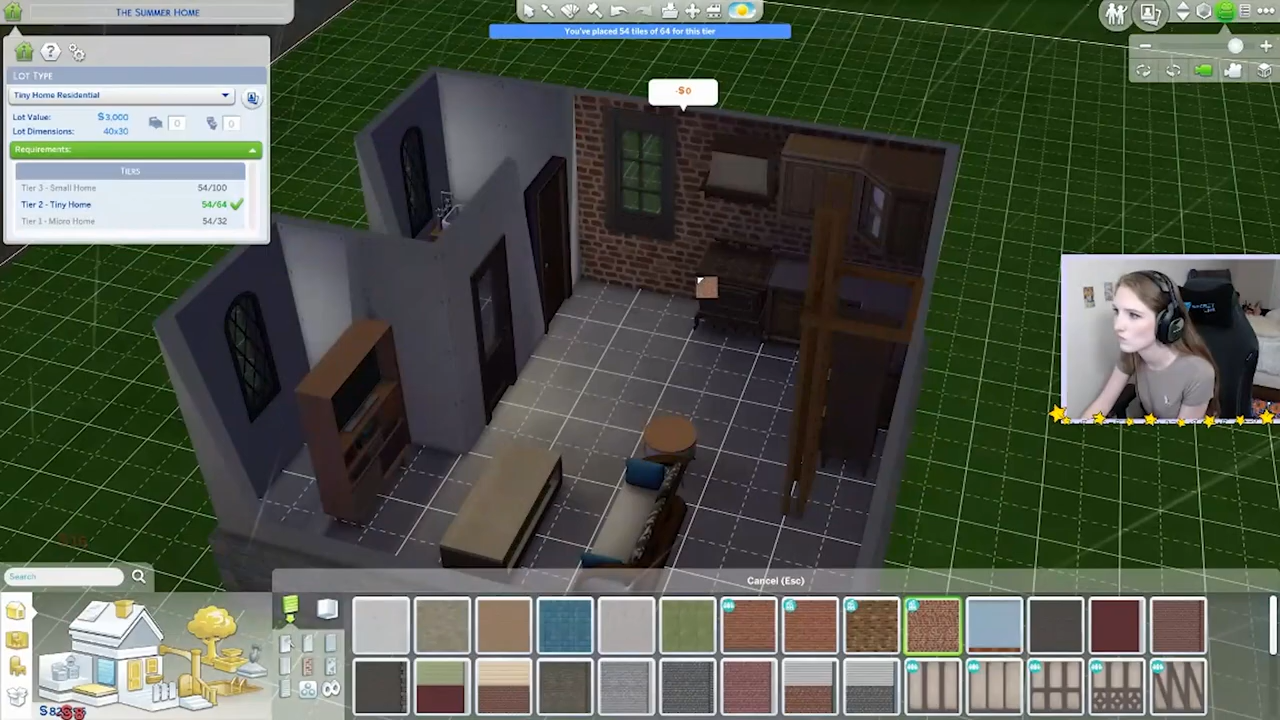 THE SUMMER HOME
You've placed 54 tiles of 64 for this tier
LOT TYPE
Tiny Home Residential
Lot Value: $3,000
0
0
Lot Dimensions: 40x30
Requirements:
TIERS
Tier 3 - Small Home 54/100
Tier 2 - Tiny Home 54/64
Tier 1 - Micro Home 54/32
-$0
Cancel (Esc)
Search